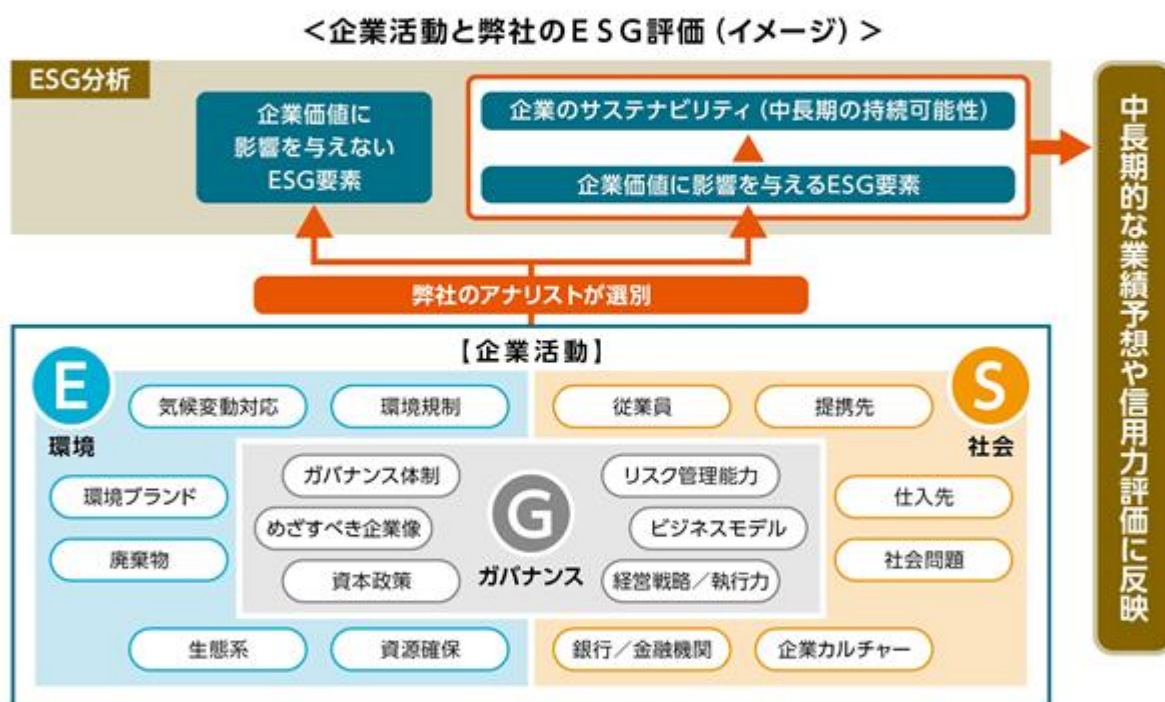 ＜企業活動と弊社のＥＳＧ評価（イメージ）＞
ESG分析
企業価値に
影響を与えない
ESG要素
企業のサステナビリティ（中長期の持続可能性）
企業価値に影響を与えるESG要素
中長期的な業績予想や信用力評価に反映
弊社のアナリストが選別
【企業活動】
E
環境
S
社会
気候変動対応
環境規制
従業員
提携先
環境ブランド
廃棄物
ガバナンス体制
めざすべき企業像
資本政策
G
ガバナンス
リスク管理能力
ビジネスモデル
経営戦略／執行力
仕入先
社会問題
生態系
資源確保
銀行／金融機関
企業カルチャー